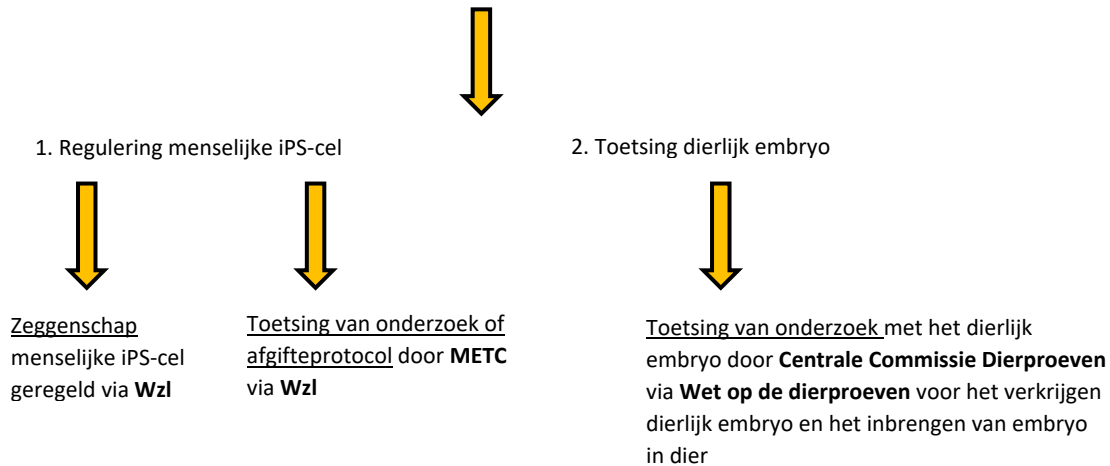 1. Regulering menselijke iPS-cel
2. Toetsing dierlijk embryo
Zeggenschap
menselijke iPS-cel
geregeld via Wzl
Toetsing van onderzoek of
afgifteprotocol door METC
via Wzl
Toetsing van onderzoek met het dierlijk
embryo door Centrale Commissie Dierproeven
via Wet op de dierproeven voor het verkrijgen
dierlijk embryo en het inbrengen van embryo
in dier